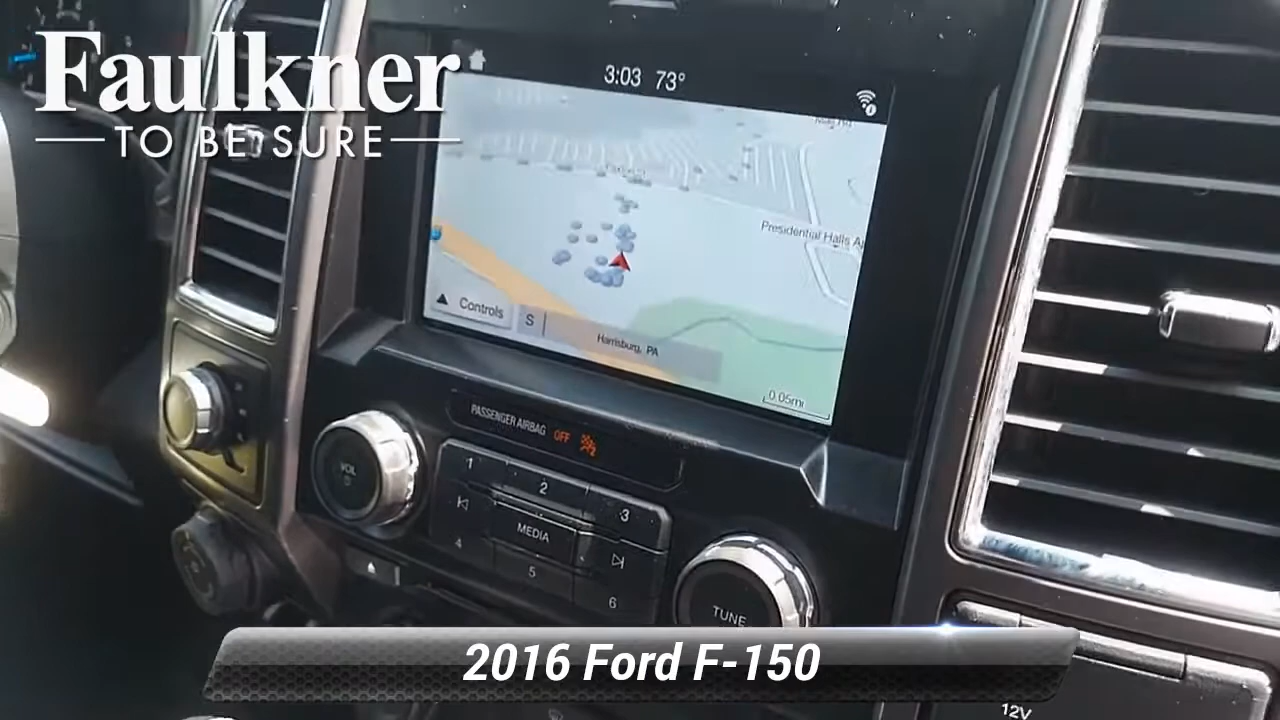 Faulkner
TO BE SURE
3:03 73°
Presidential Halls Ap
Controls
S
Harrisburg, PA
0.05mi
PASSENGER AIRBAG OFF
VOL
1
2
3
MEDIA
4
5
6
TUNE
2016 Ford F-150
12V